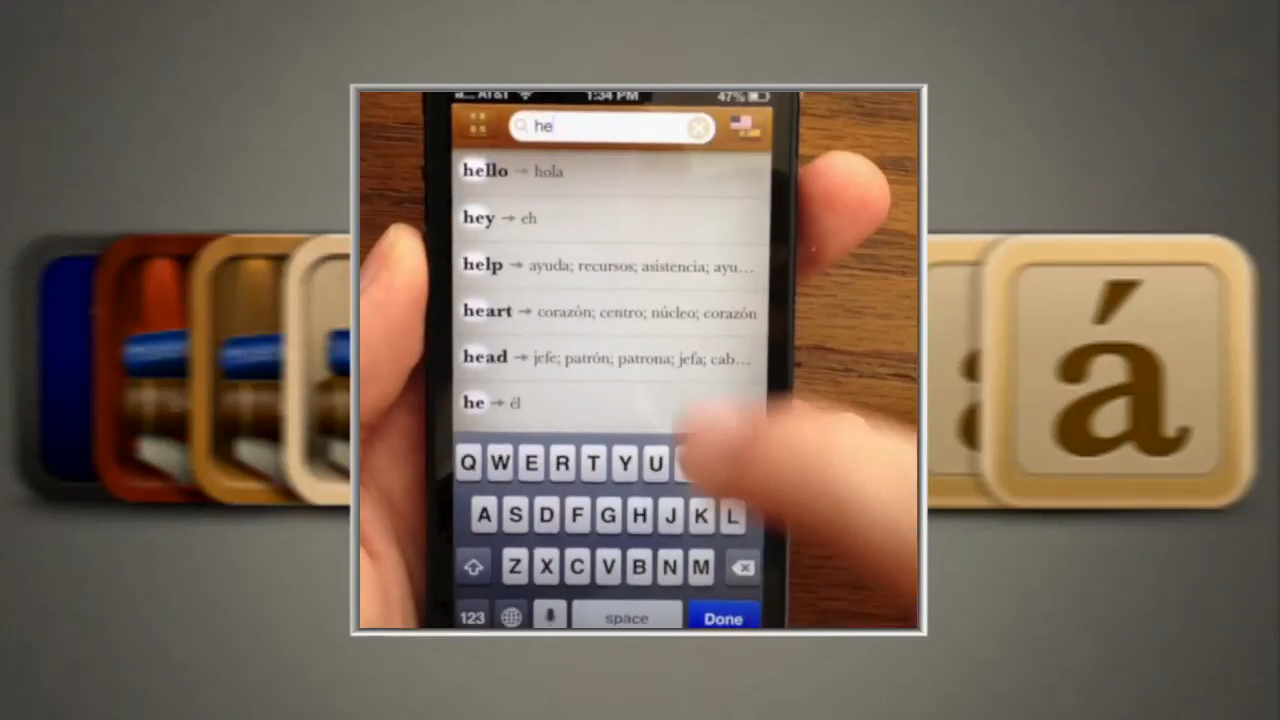 AT&T 1:34 PM 47%
he
hello → hola
hey → eh
help → ayuda; recursos; asistencia; ayu...
heart → corazón; centro; núcleo; corazón
head → jefe; patrón; patrona; jefa; cab...
he → él
Q W E R T Y U
A S D F G H J K L
Z X C V B N M
123 space Done
á